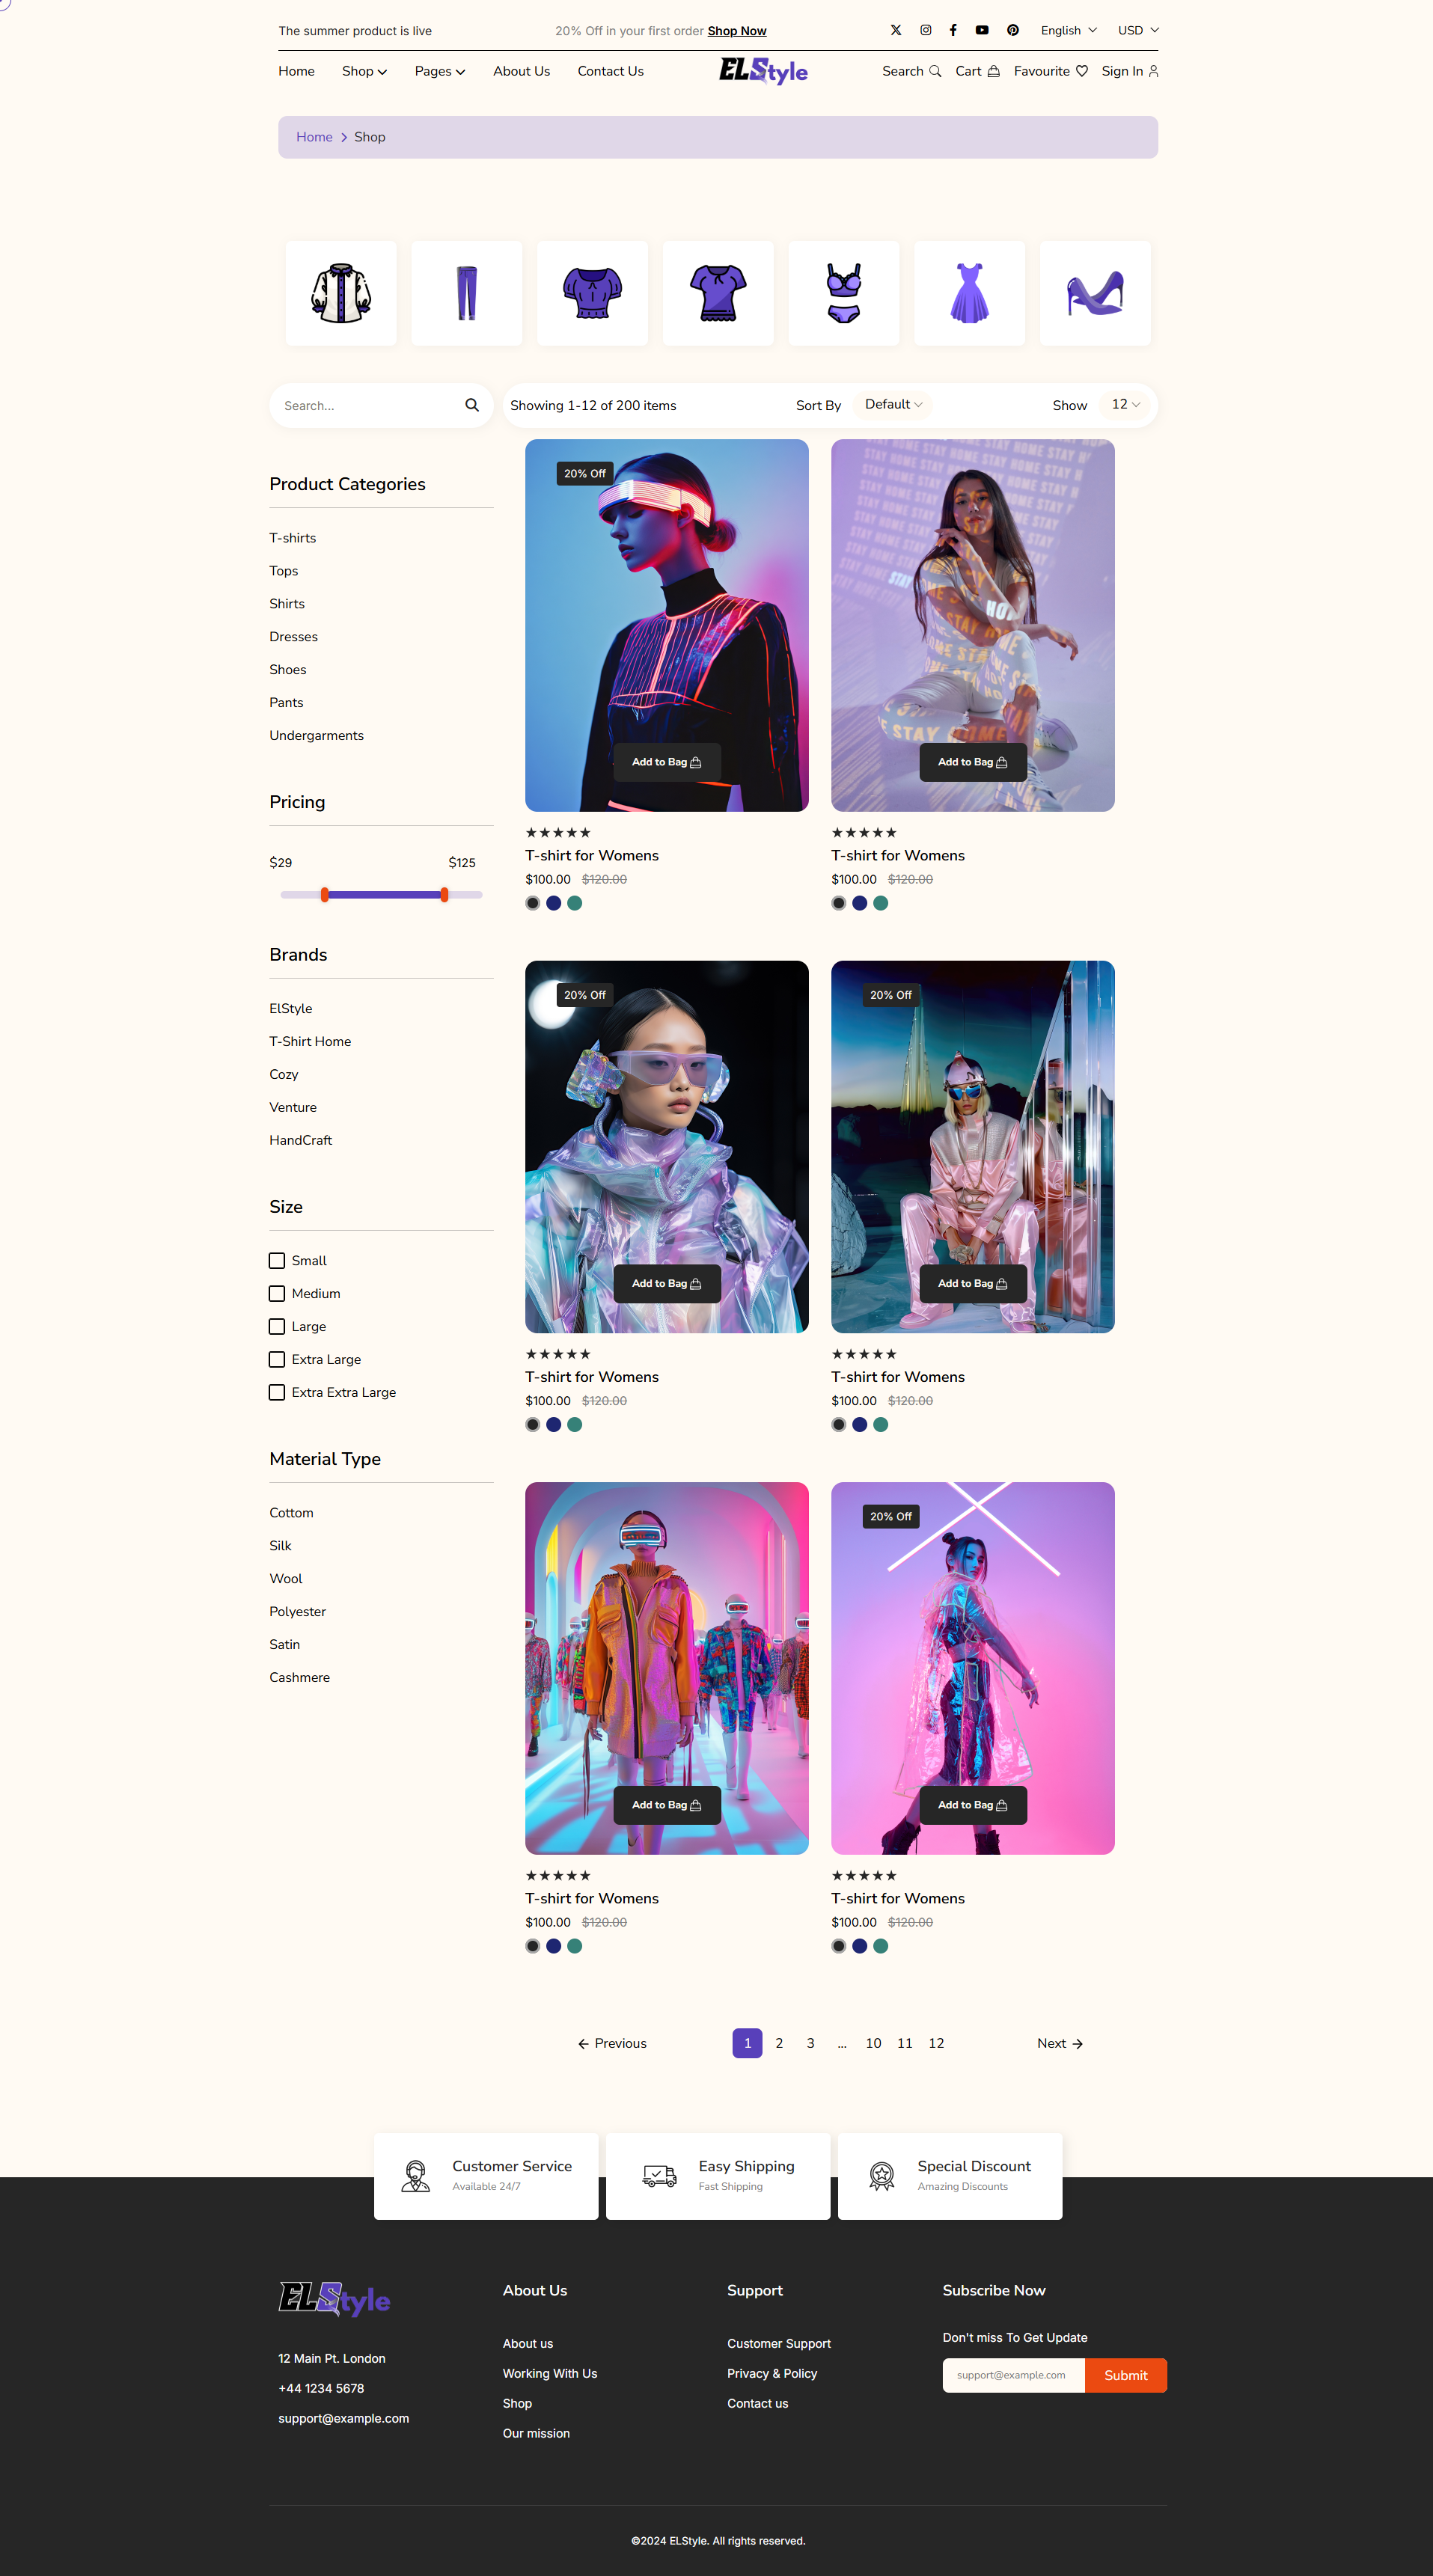 The summer product is live
20% Off in your first order Shop Now
English
USD
Home
Shop
Pages
About Us
Contact Us
ELStyle
Search
Cart
Favourite
Sign In
Home > Shop
Search...
Showing 1-12 of 200 items
Sort By
Default
Show
12
Product Categories
T-shirts
Tops
Shirts
Dresses
Shoes
Pants
Undergarments
Pricing
$29
$125
Brands
ElStyle
T-Shirt Home
Cozy
Venture
HandCraft
Size
Small
Medium
Large
Extra Large
Extra Extra Large
Material Type
Cottom
Silk
Wool
Polyester
Satin
Cashmere
20% Off
Add to Bag
T-shirt for Womens
$100.00 $120.00
STAY HOME STAY HOME STAY
Add to Bag
T-shirt for Womens
$100.00 $120.00
20% Off
Add to Bag
T-shirt for Womens
$100.00 $120.00
20% Off
Add to Bag
T-shirt for Womens
$100.00 $120.00
Add to Bag
T-shirt for Womens
$100.00 $120.00
20% Off
Add to Bag
T-shirt for Womens
$100.00 $120.00
Previous
1
2
3
...
10
11
12
Next
Customer Service
Available 24/7
Easy Shipping
Fast Shipping
Special Discount
Amazing Discounts
ELStyle
12 Main Pt. London
+44 1234 5678
support@example.com
About Us
About us
Working With Us
Shop
Our mission
Support
Customer Support
Privacy & Policy
Contact us
Subscribe Now
Don't miss To Get Update
support@example.com
Submit
©2024 ELStyle. All rights reserved.